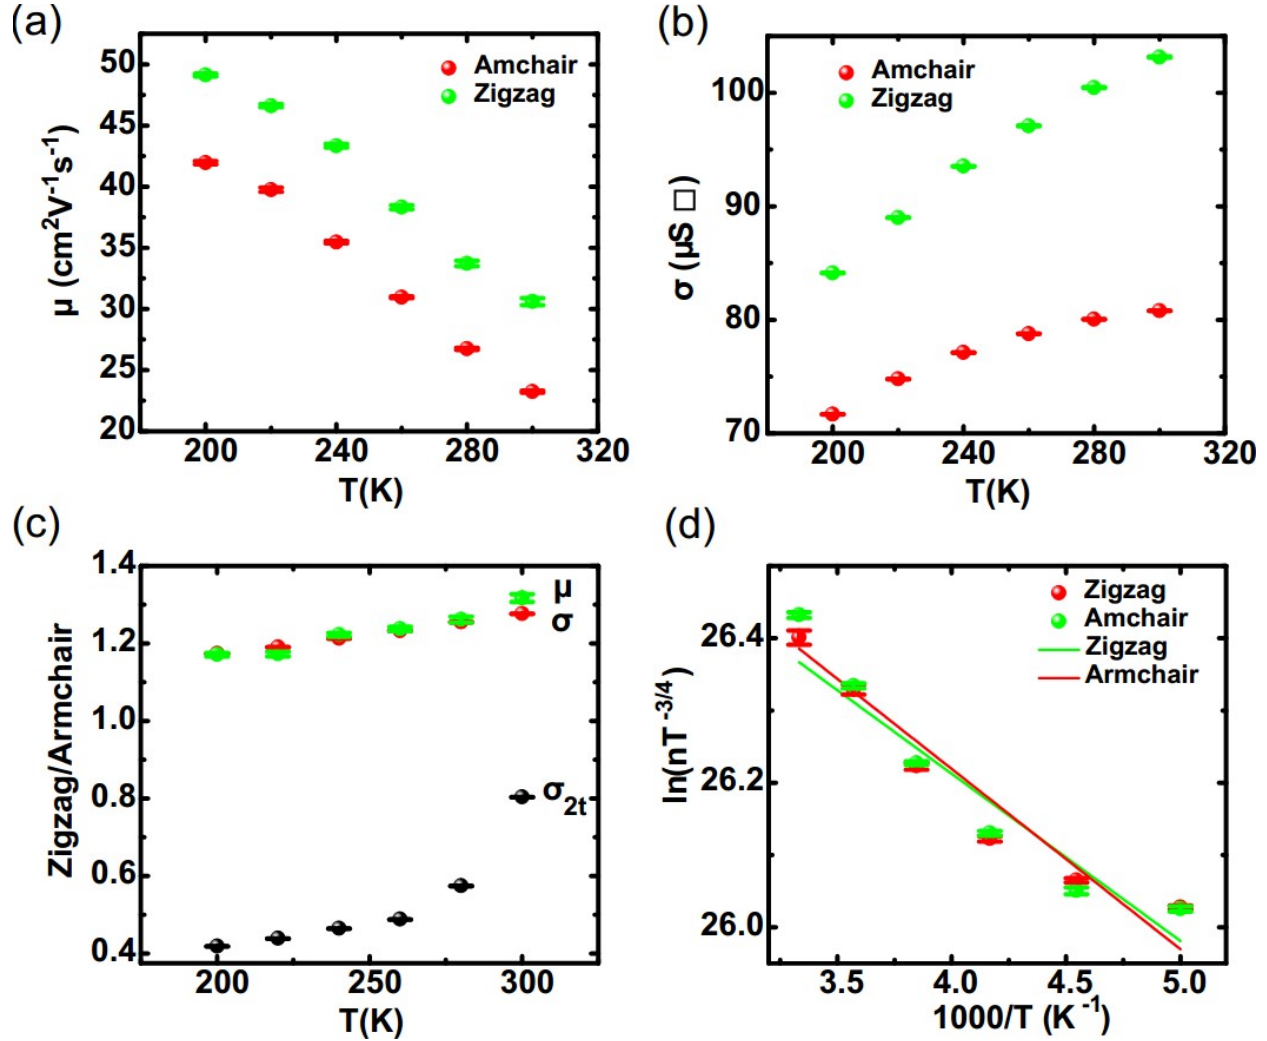 (a)
50
45
40
35
30
25
20
μ (cm²V⁻¹s⁻¹)
Amchair
Zigzag
200 240 280 320
T(K)
(b)
100
90
80
70
σ (μS □)
Amchair
Zigzag
200 240 280 320
T(K)
(c)
1.4
1.2
1.0
0.8
0.6
0.4
Zigzag/Armchair
μ
σ
σ₂ₜ
200 250 300
T(K)
(d)
26.4
26.2
26.0
ln(nT⁻³/⁴)
Zigzag
Amchair
Zigzag
Armchair
3.5 4.0 4.5 5.0
1000/T (K⁻¹)